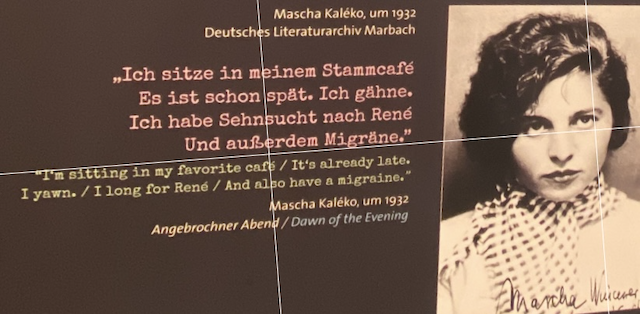 Mascha Kaléko, um 1932
Deutsches Literaturarchiv Marbach
„Ich sitze in meinem Stammcafé
Es ist schon spät. Ich gähne.
Ich habe Sehnsucht nach René
Und außerdem Migräne.”
“I'm sitting in my favorite café / It's already late.
I yawn. / I long for René / And also have a migraine.”
Mascha Kaléko, um 1932
Angebrochner Abend / Dawn of the Evening
Mascha